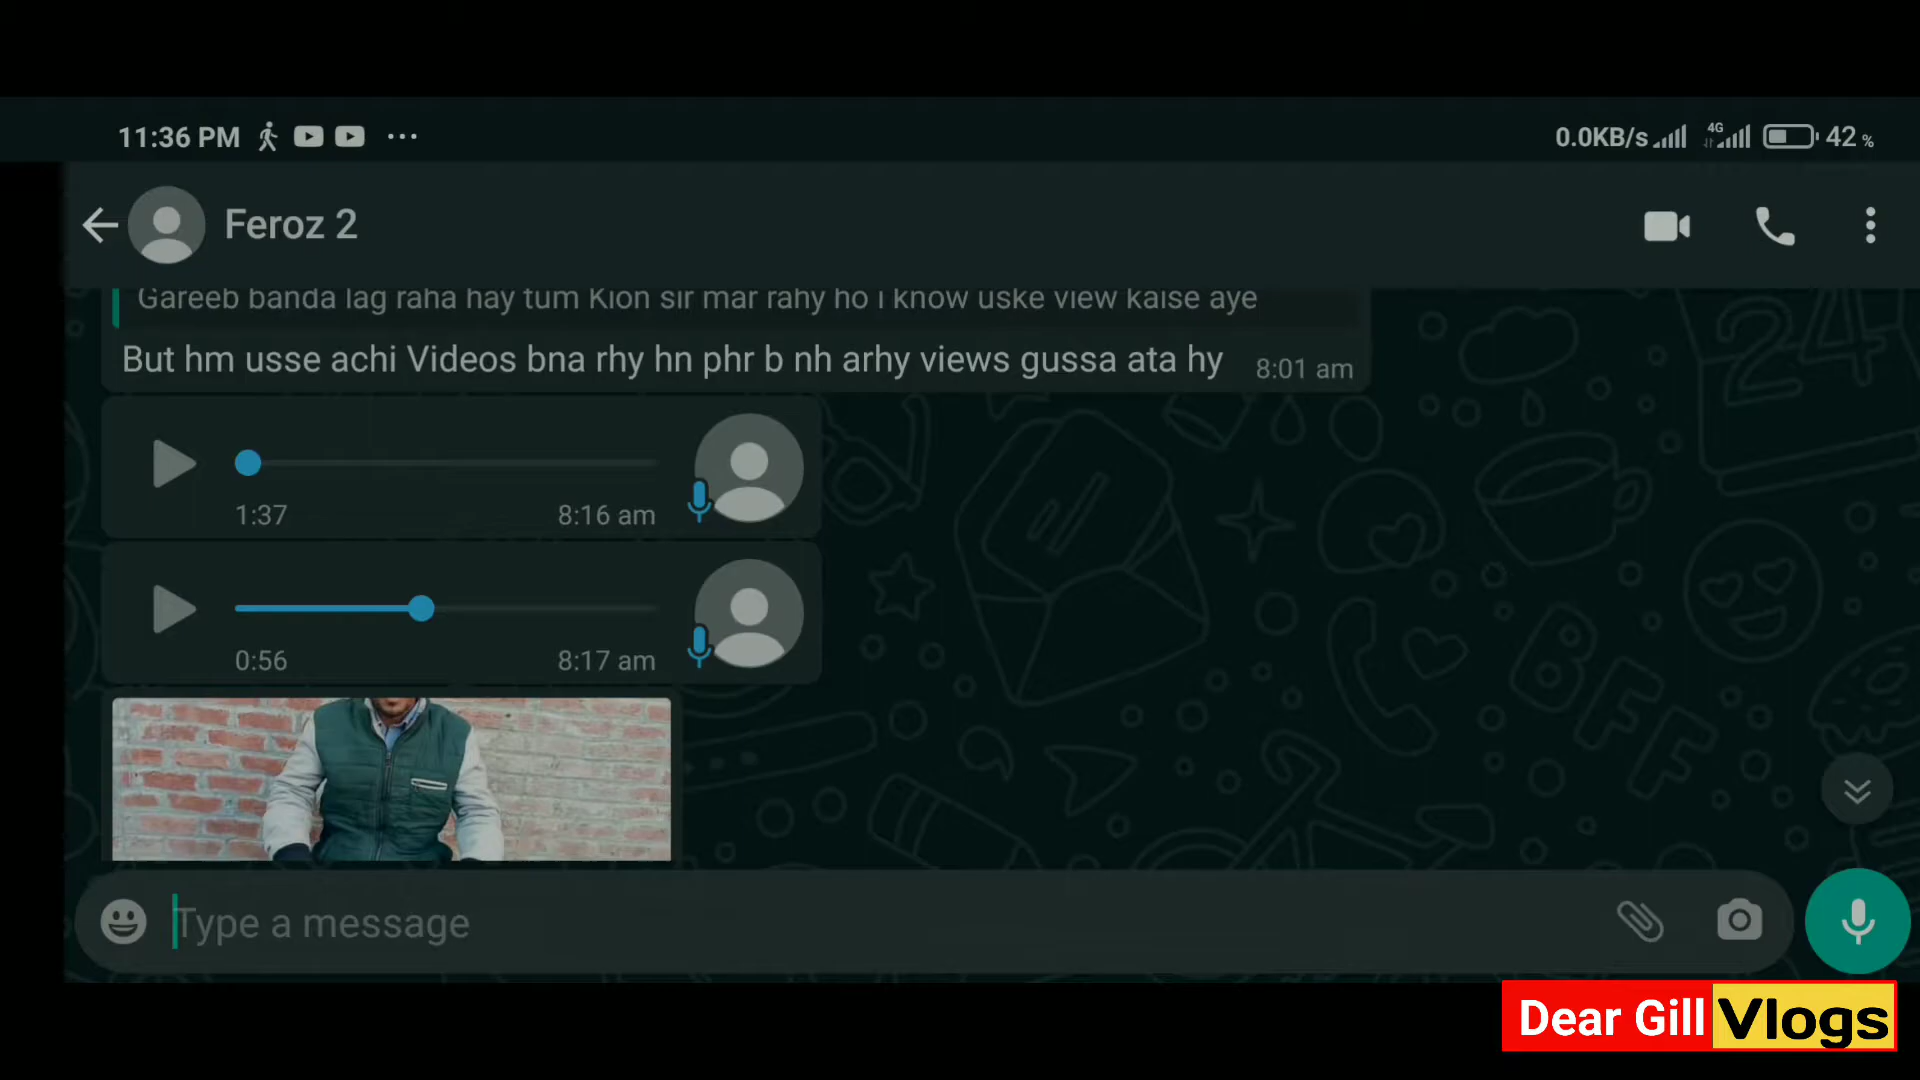 11:36 PM ...
0.0KB/s 4G 42 %
Feroz 2
Gareeb banda lag raha hay tum Kion sir mar rahy ho i know uske view kaise aye
But hm usse achi Videos bna rhy hn phr b nh arhy views gussa ata hy 8:01 am
1:37 8:16 am
0:56 8:17 am
24
BFF
Type a message
Dear Gill Vlogs